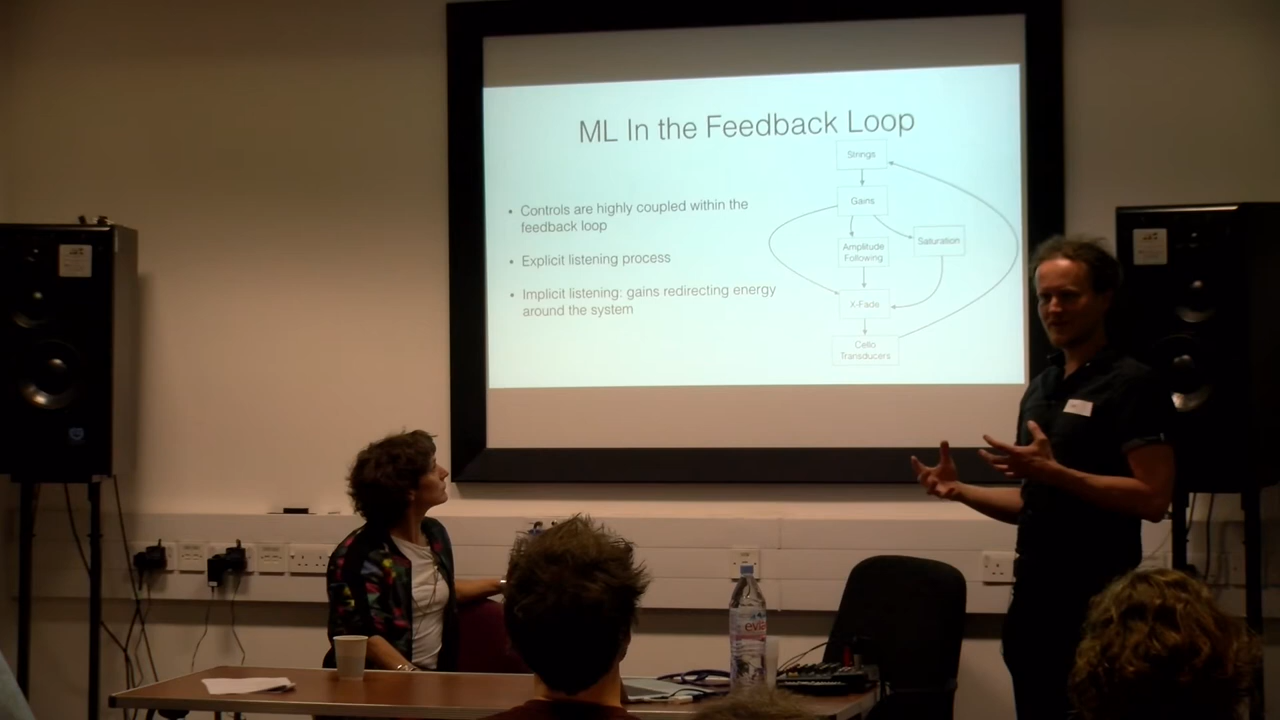 ML In the Feedback Loop
• Controls are highly coupled within the
feedback loop
• Explicit listening process
• Implicit listening: gains redirecting energy
around the system
Strings
Gains
Amplitude
Following
Saturation
X-Fade
Cello
Transducers
evia